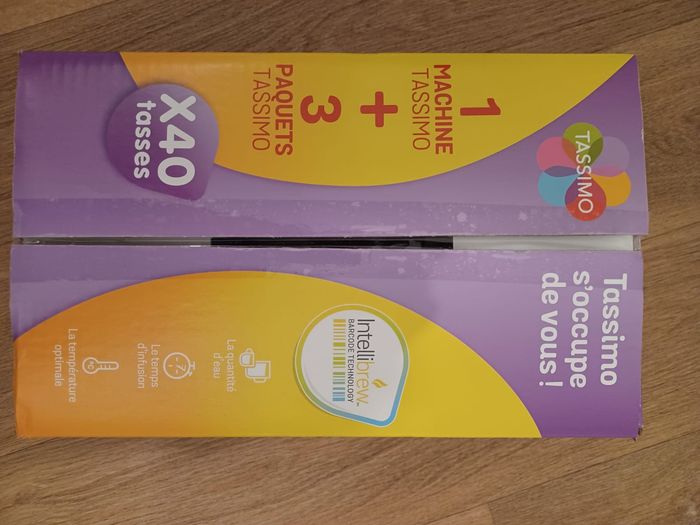 TASSIMO
1
MACHINE
TASSIMO
+
3
PAQUETS
TASSIMO
X40
tasses
Tassimo
s'occupe
de vous !
Intellibrew™
BARCODE TECHNOLOGY
La quantité
d'eau
Le temps
d'infusion
La température
optimale